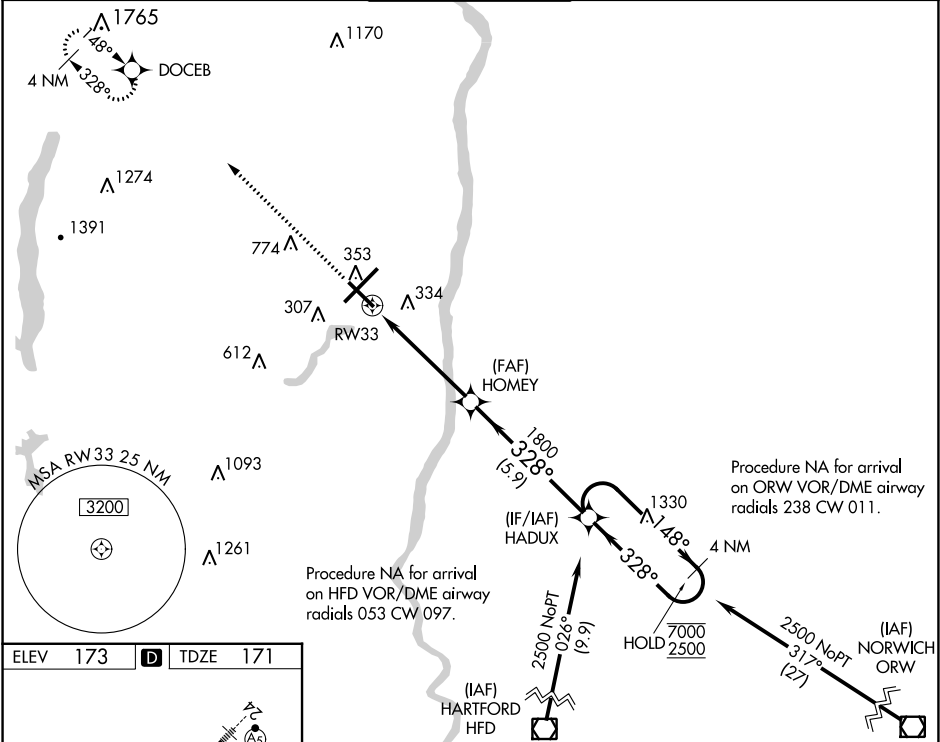 1765
1170
148°
DOCEB
4 NM
328°
1274
1391
774
353
334
307
RW33
612
(FAF)
HOMEY
1800
328°
(5.9)
MSA RW33 25 NM
1093
3200
Procedure NA for arrival
on ORW VOR/DME airway
radials 238 CW 011.
1330
(IF/IAF)
HADUX
148°
4 NM
1261
328°
Procedure NA for arrival
on HFD VOR/DME airway
radials 053 CW 097.
HOLD 7000
2500
2500 NoPT
026°
(9.9)
2500 NoPT
317°
(27)
(IAF)
NORWICH
ORW
ELEV 173 D TDZE 171
(IAF)
HARTFORD
HFD
24
A5